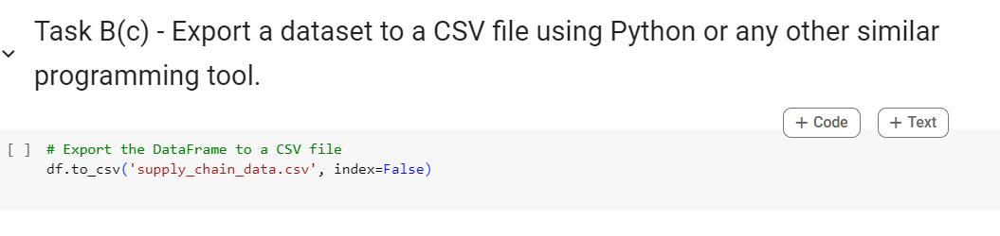 Task B(c) - Export a dataset to a CSV file using Python or any other similar
programming tool.
+ Code + Text
[ ] # Export the DataFrame to a CSV file
df.to_csv('supply_chain_data.csv', index=False)